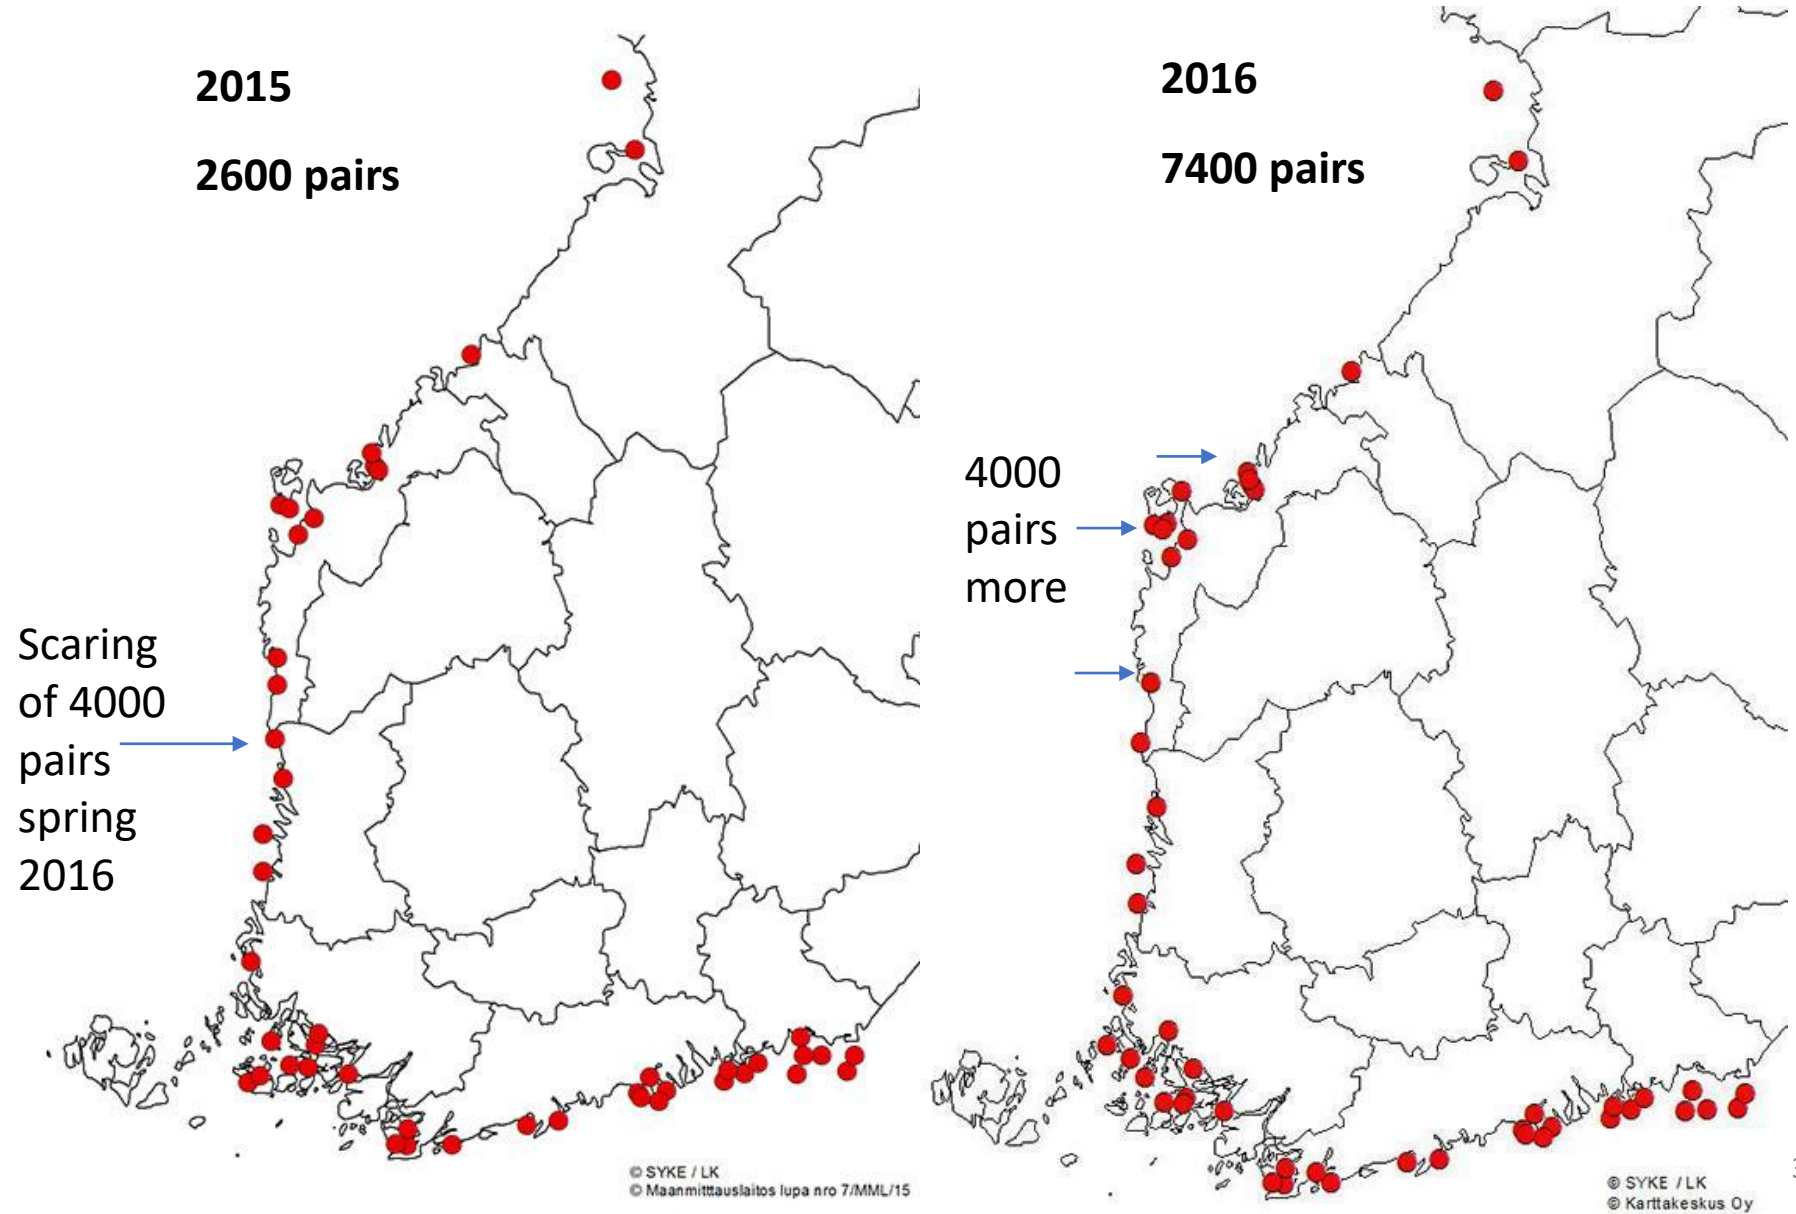 2015
2600 pairs
Scaring
of 4000
pairs
spring
2016
© SYKE / LK
© Maanmittauslaitos lupa nro 7/MML/15
2016
7400 pairs
4000
pairs
more
© SYKE / LK
© Karttakeskus Oy